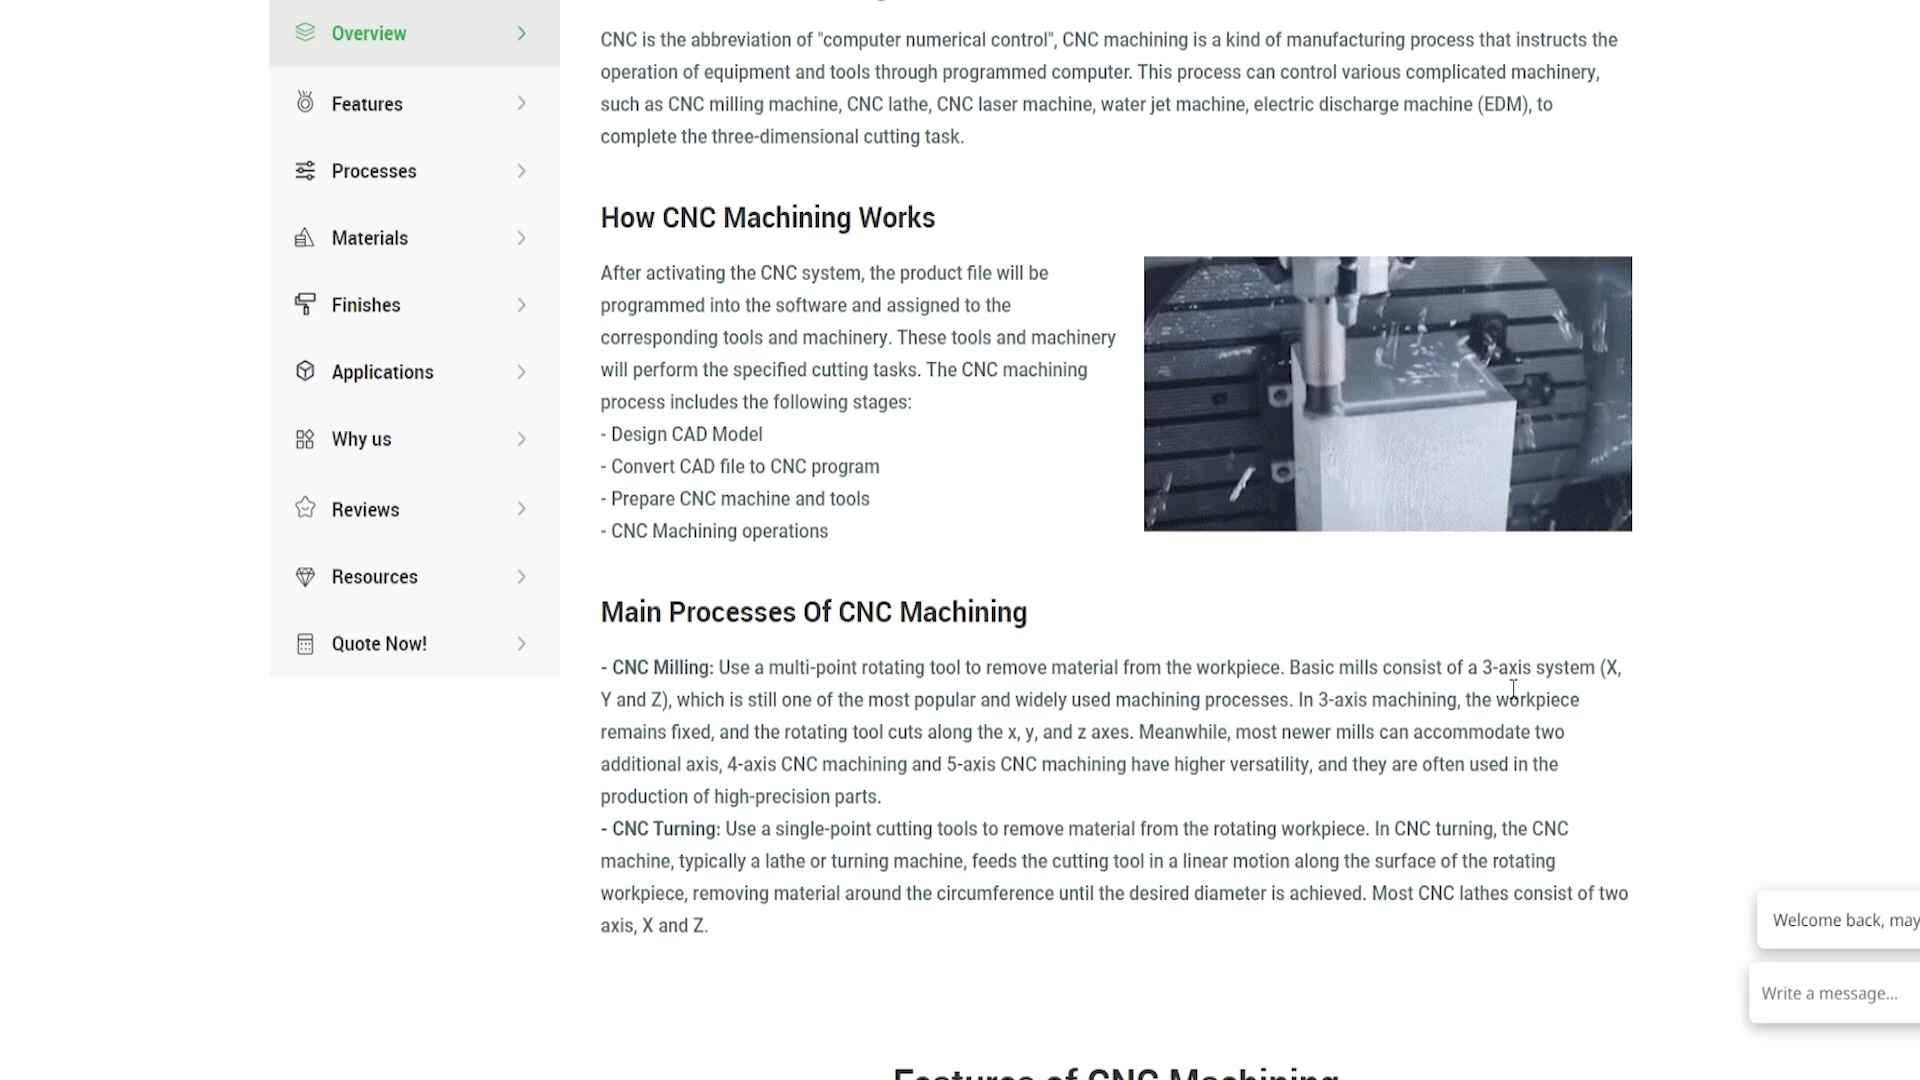 Overview
Features
Processes
Materials
Finishes
Applications
Why us
Reviews
Resources
Quote Now!
CNC is the abbreviation of "computer numerical control", CNC machining is a kind of manufacturing process that instructs the
operation of equipment and tools through programmed computer. This process can control various complicated machinery,
such as CNC milling machine, CNC lathe, CNC laser machine, water jet machine, electric discharge machine (EDM), to
complete the three-dimensional cutting task.
How CNC Machining Works
After activating the CNC system, the product file will be
programmed into the software and assigned to the
corresponding tools and machinery. These tools and machinery
will perform the specified cutting tasks. The CNC machining
process includes the following stages:
- Design CAD Model
- Convert CAD file to CNC program
- Prepare CNC machine and tools
- CNC Machining operations
Main Processes Of CNC Machining
- CNC Milling: Use a multi-point rotating tool to remove material from the workpiece. Basic mills consist of a 3-axis system (X,
Y and Z), which is still one of the most popular and widely used machining processes. In 3-axis machining, the workpiece
remains fixed, and the rotating tool cuts along the x, y, and z axes. Meanwhile, most newer mills can accommodate two
additional axis, 4-axis CNC machining and 5-axis CNC machining have higher versatility, and they are often used in the
production of high-precision parts.
- CNC Turning: Use a single-point cutting tools to remove material from the rotating workpiece. In CNC turning, the CNC
machine, typically a lathe or turning machine, feeds the cutting tool in a linear motion along the surface of the rotating
workpiece, removing material around the circumference until the desired diameter is achieved. Most CNC lathes consist of two
axis, X and Z.
Welcome back, may
Write a message...
Features of CNC Machining